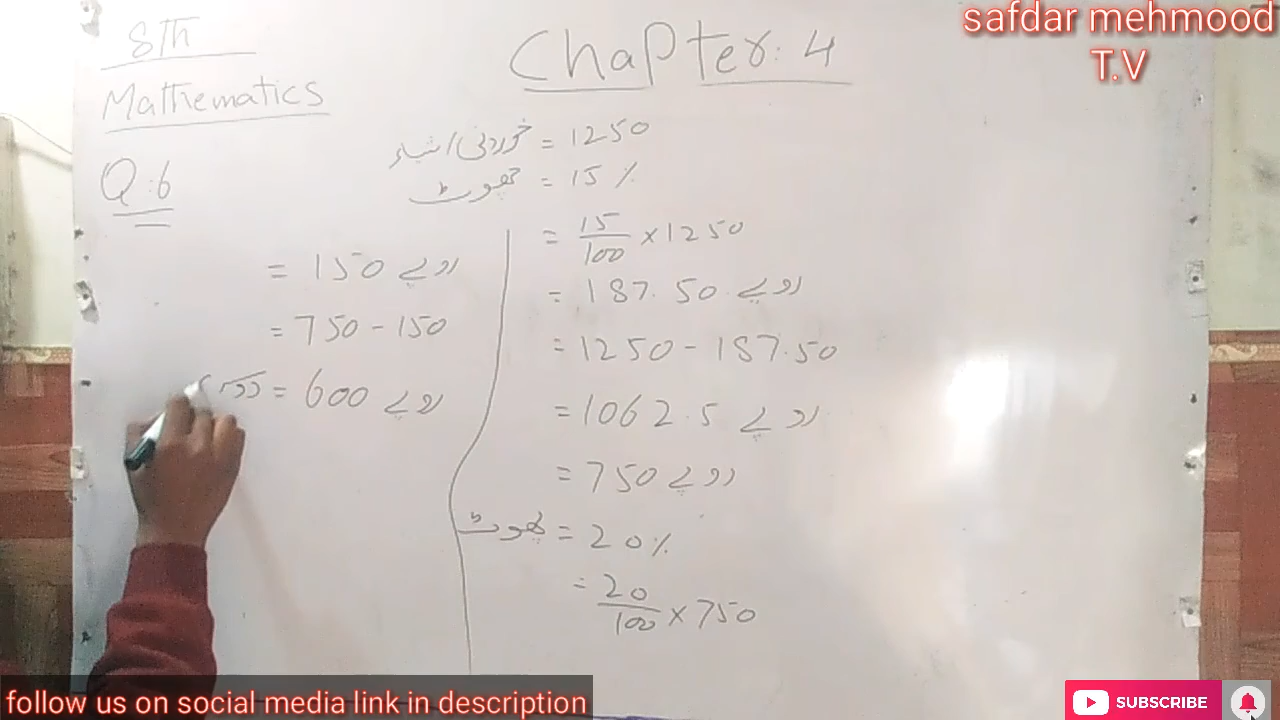 safdar mehmood
T.V
8th
Mathematics
Q:6
Chapter: 4
خوردنی اشیاء = 1250
چھوٹ = 15 %
= 15/100 × 1250
= 187.50 روپے
= 1250 - 187.50
= 1062.5 روپے
= 750 روپے
چھوٹ = 20%
= 20/100 × 750
= 150 روپے
= 750 - 150
= 600 روپے
follow us on social media link in description
SUBSCRIBE